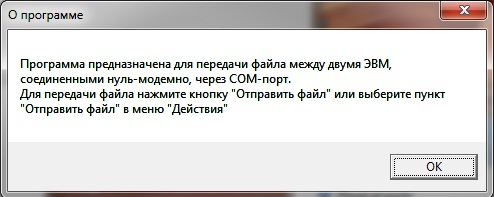 О программе
Программа предназначена для передачи файла между двумя ЭВМ,
соединенными нуль-модемно, через COM-порт.
Для передачи файла нажмите кнопку "Отправить файл" или выберите пункт
"Отправить файл" в меню "Действия"
OK